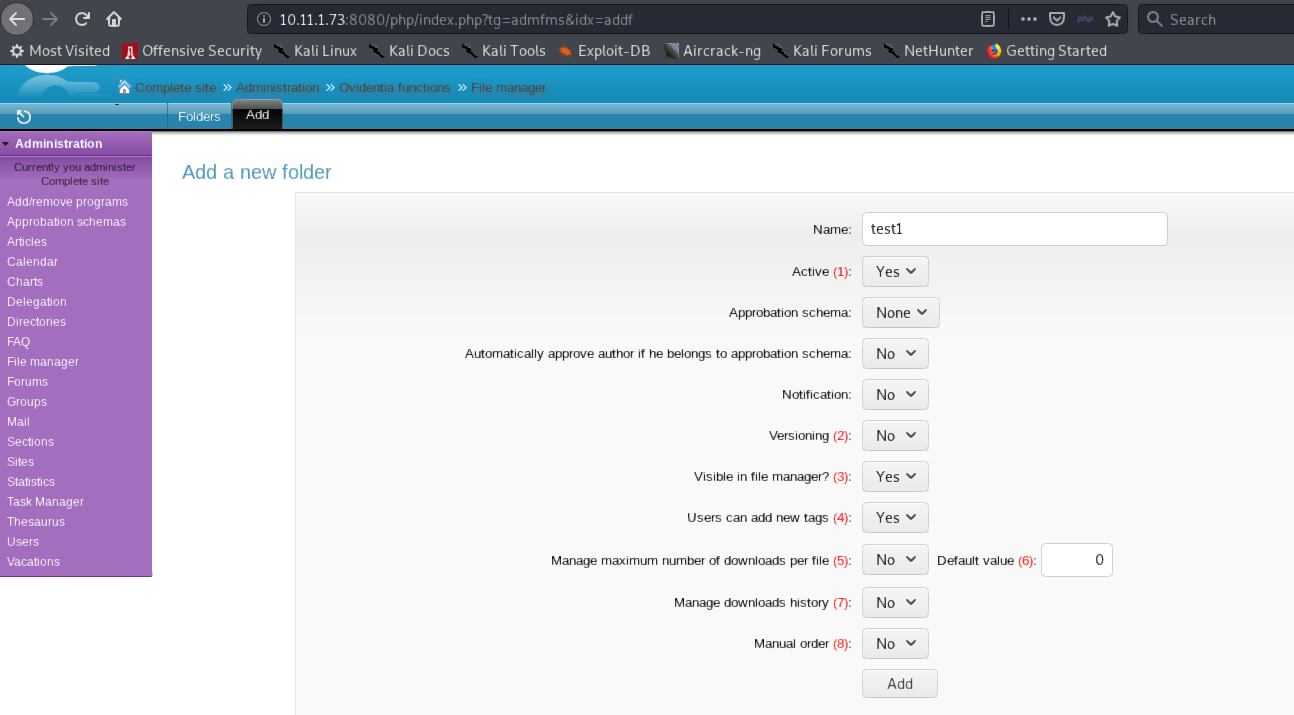 10.11.1.73:8080/php/index.php?tg=admfms&idx=addf
php
Search
Most Visited Offensive Security Kali Linux Kali Docs Kali Tools Exploit-DB Aircrack-ng Kali Forums NetHunter Getting Started
Complete site » Administration » Ovidentia functions » File manager
Folders Add
Administration
Currently you administer
Complete site
Add/remove programs
Approbation schemas
Articles
Calendar
Charts
Delegation
Directories
FAQ
File manager
Forums
Groups
Mail
Sections
Sites
Statistics
Task Manager
Thesaurus
Users
Vacations
Add a new folder
Name: test1
Active (1): Yes
Approbation schema: None
Automatically approve author if he belongs to approbation schema: No
Notification: No
Versioning (2): No
Visible in file manager? (3): Yes
Users can add new tags (4): Yes
Manage maximum number of downloads per file (5): No Default value (6): 0
Manage downloads history (7): No
Manual order (8): No
Add